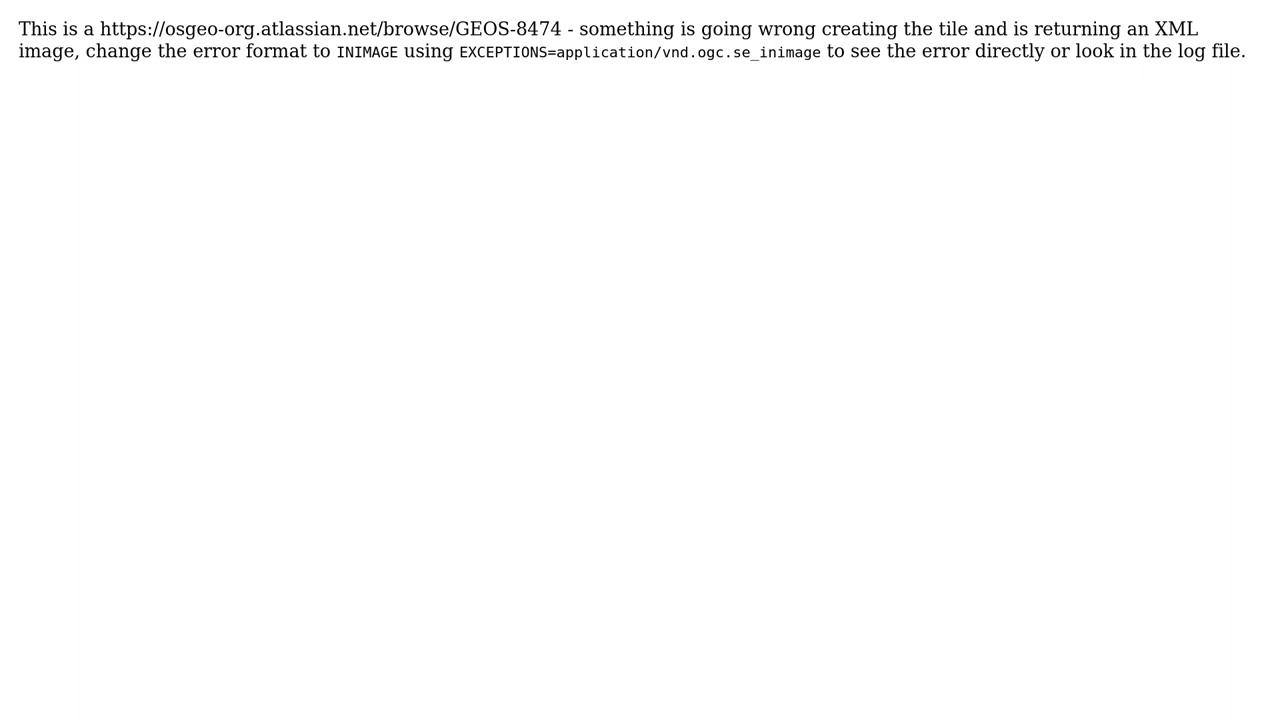 This is a https://osgeo-org.atlassian.net/browse/GEOS-8474 - something is going wrong creating the tile and is returning an XML
image, change the error format to INIMAGE using EXCEPTIONS=application/vnd.ogc.se_inimage to see the error directly or look in the log file.